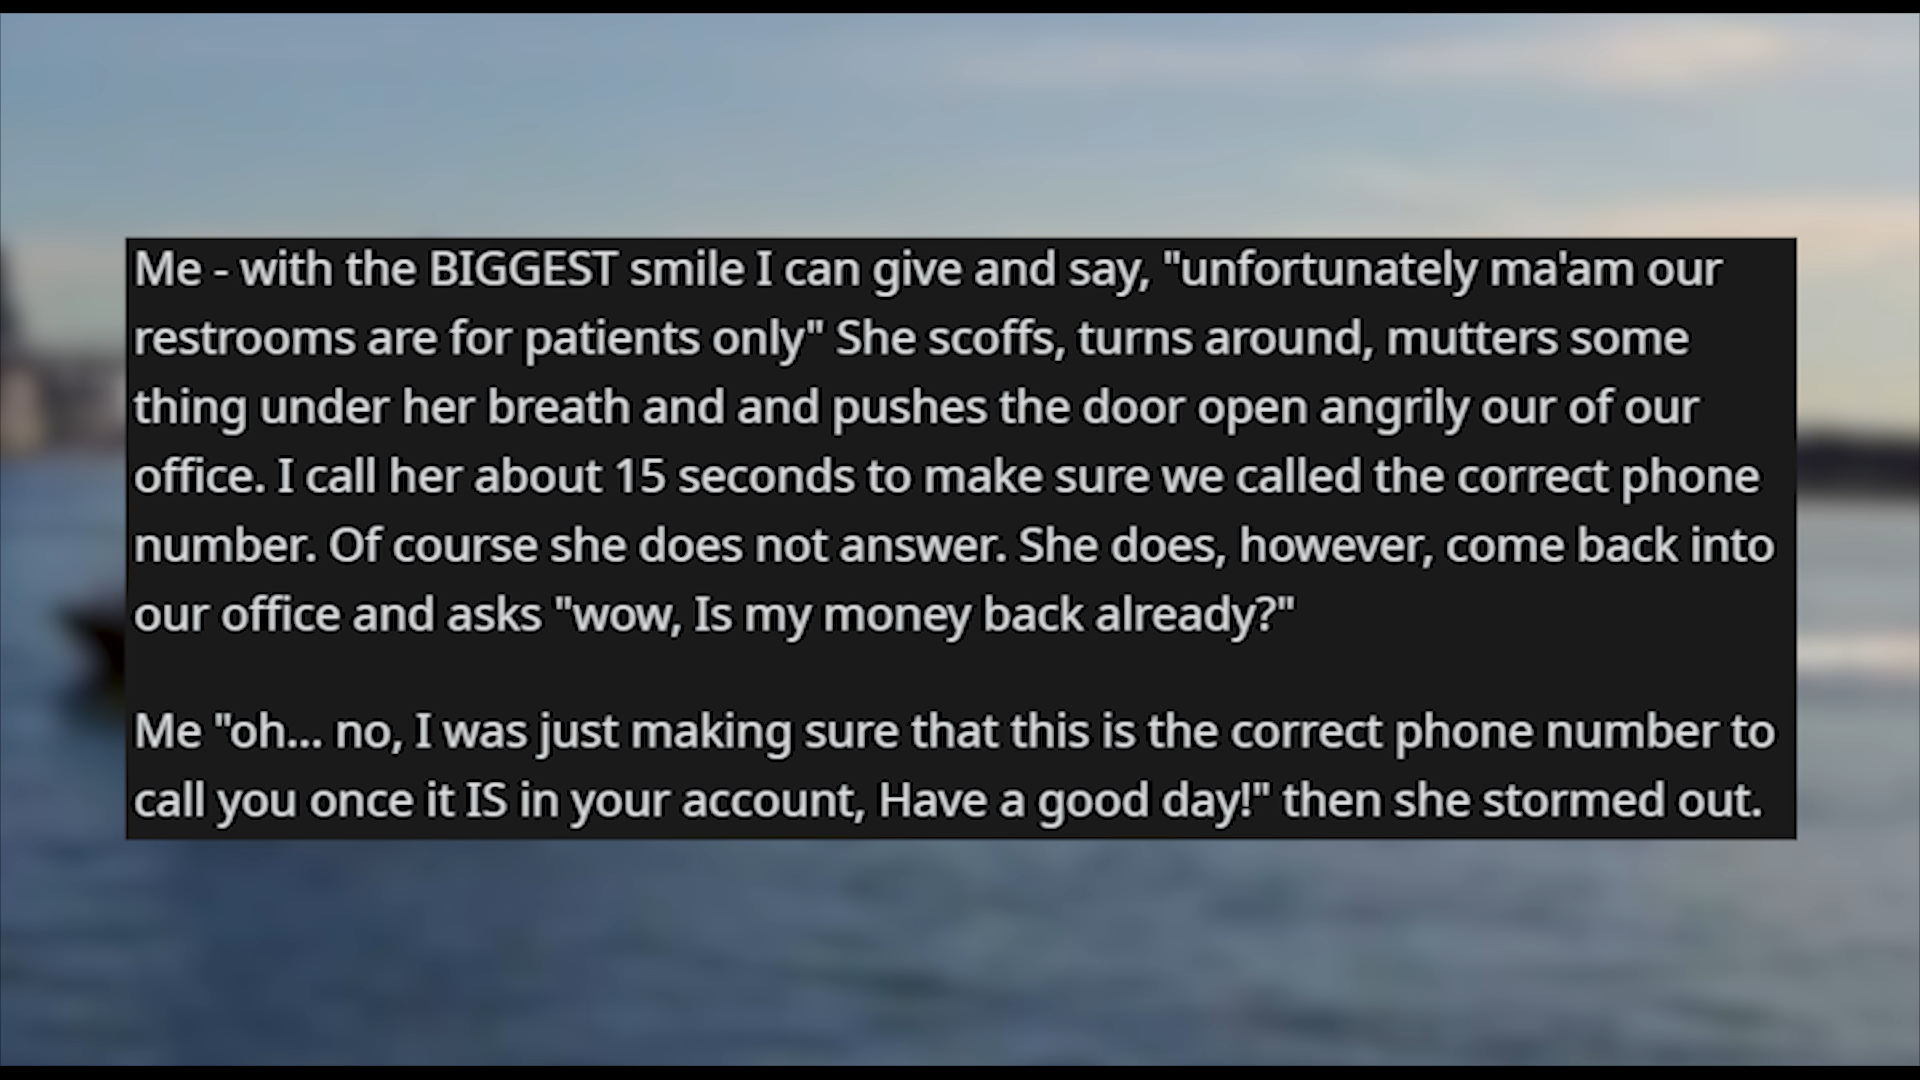 Me - with the BIGGEST smile I can give and say, "unfortunately ma'am our
restrooms are for patients only" She scoffs, turns around, mutters some
thing under her breath and and pushes the door open angrily our of our
office. I call her about 15 seconds to make sure we called the correct phone
number. Of course she does not answer. She does, however, come back into
our office and asks "wow, Is my money back already?"
Me "oh... no, I was just making sure that this is the correct phone number to
call you once it IS in your account, Have a good day!" then she stormed out.